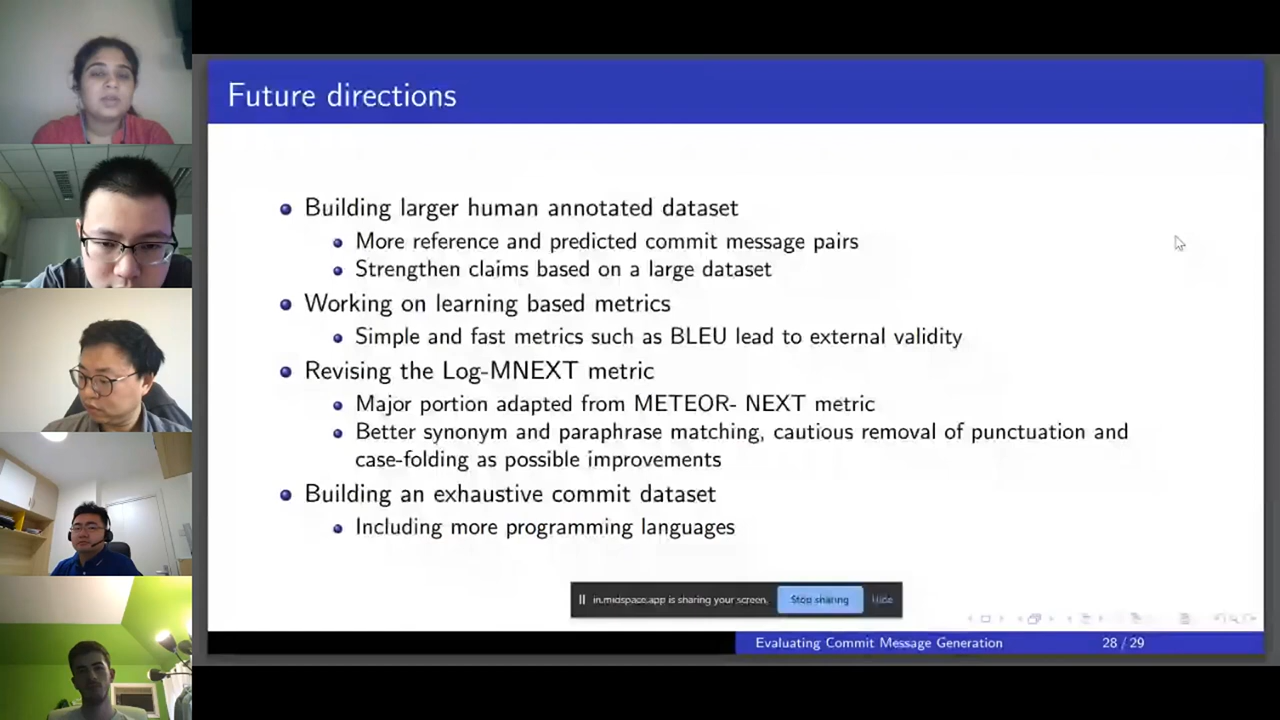 Future directions
Building larger human annotated dataset
More reference and predicted commit message pairs
Strengthen claims based on a large dataset
Working on learning based metrics
Simple and fast metrics such as BLEU lead to external validity
Revising the Log-MNEXT metric
Major portion adapted from METEOR- NEXT metric
Better synonym and paraphrase matching, cautious removal of punctuation and
case-folding as possible improvements
Building an exhaustive commit dataset
Including more programming languages
in.midspace.app is sharing your screen. Stop sharing Hide
Evaluating Commit Message Generation 28 / 29